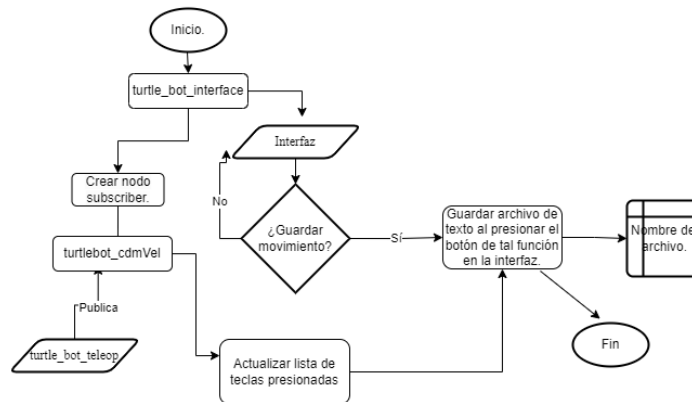 Inicio.
turtle_bot_interface
Interfaz
No
Crear nodo
subscriber.
¿Guardar
movimiento?
Sí
Guardar archivo de
texto al presionar el
botón de tal función
en la interfaz.
Nombre de
archivo.
turtlebot_cdmVel
Publica
turtle_bot_teleop
Actualizar lista de
teclas presionadas
Fin